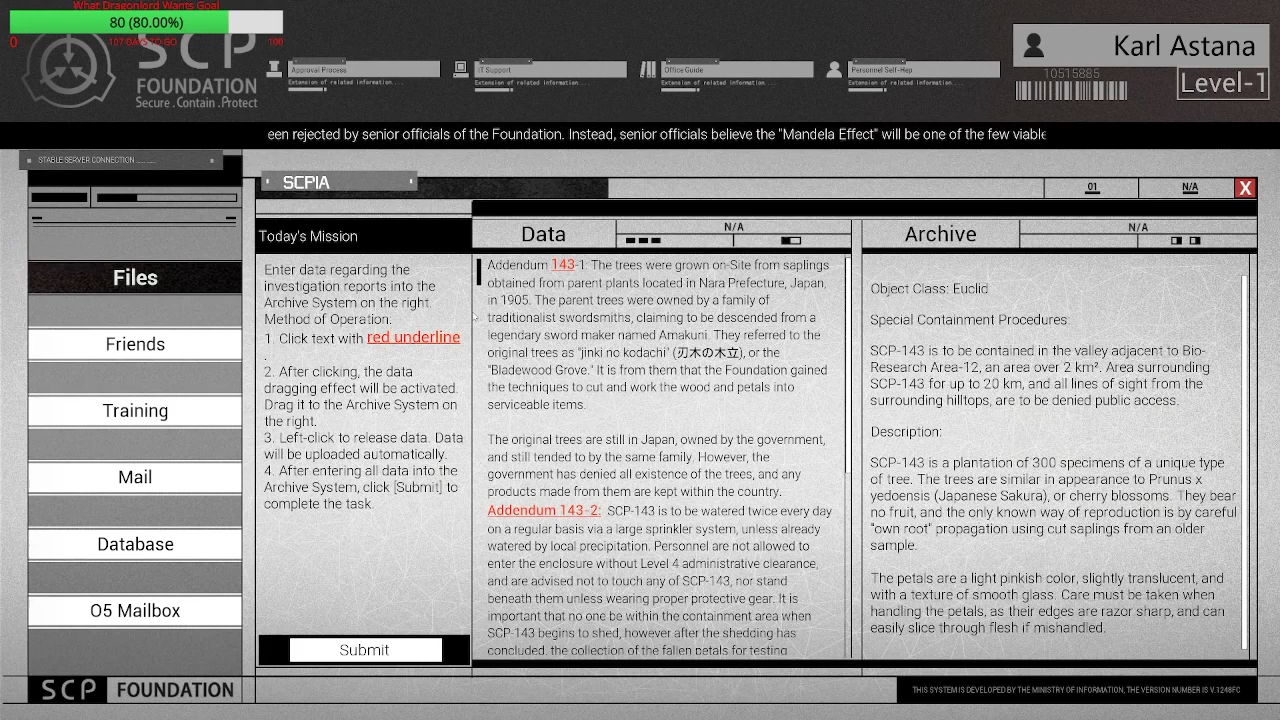 What Dragonlord Wants Goal
80 (80.00%)
0
107 DAYS TO GO
100
SCP
FOUNDATION
Secure .Contain .Protect
Approval Process
Extension of related information...
IT Support
Extension of related information...
Office Guide
Extension of related information...
Personnel Self-Hep
Extension of related information...
Karl Astana
10515885
Level-1
een rejected by senior officials of the Foundation. Instead, senior officials believe the "Mandela Effect" will be one of the few viable
STABLE SERVER CONNECTION
SCPIA
01
N/A
X
Files
Friends
Training
Mail
Database
O5 Mailbox
Today's Mission
Enter data regarding the
investigation reports into the
Archive System on the right.
Method of Operation:
1. Click text with red underline
.
2. After clicking, the data
dragging effect will be activated.
Drag it to the Archive System on
the right.
3. Left-click to release data. Data
will be uploaded automatically.
4. After entering all data into the
Archive System, click [Submit] to
complete the task.
Submit
Data
N/A
Addendum 143-1: The trees were grown on-Site from saplings
obtained from parent plants located in Nara Prefecture, Japan,
in 1905. The parent trees were owned by a family of
traditionalist swordsmiths, claiming to be descended from a
legendary sword maker named Amakuni. They referred to the
original trees as "jinki no kodachi" (刃木の木立), or the
"Bladewood Grove." It is from them that the Foundation gained
the techniques to cut and work the wood and petals into
serviceable items.
The original trees are still in Japan, owned by the government,
and still tended to by the same family. However, the
government has denied all existence of the trees, and any
products made from them are kept within the country.
Addendum 143-2: SCP-143 is to be watered twice every day
on a regular basis via a large sprinkler system, unless already
watered by local precipitation. Personnel are not allowed to
enter the enclosure without Level 4 administrative clearance,
and are advised not to touch any of SCP-143, nor stand
beneath them unless wearing proper protective gear. It is
important that no one be within the containment area when
SCP-143 begins to shed, however after the shedding has
concluded, the collection of the fallen petals for testing
Archive
N/A
Object Class: Euclid
Special Containment Procedures:
SCP-143 is to be contained in the valley adjacent to Bio-
Research Area-12, an area over 2 km². Area surrounding
SCP-143 for up to 20 km, and all lines of sight from the
surrounding hilltops, are to be denied public access.
Description:
SCP-143 is a plantation of 300 specimens of a unique type
of tree. The trees are similar in appearance to Prunus x
yedoensis (Japanese Sakura), or cherry blossoms. They bear
no fruit, and the only known way of reproduction is by careful
"own root" propagation using cut saplings from an older
sample.
The petals are a light pinkish color, slightly translucent, and
with a texture of smooth glass. Care must be taken when
handling the petals, as their edges are razor sharp, and can
easily slice through flesh if mishandled.
SCP FOUNDATION
THIS SYSTEM IS DEVELOPED BY THE MINISTRY OF INFORMATION, THE VERSION NUMBER IS V.1248FC